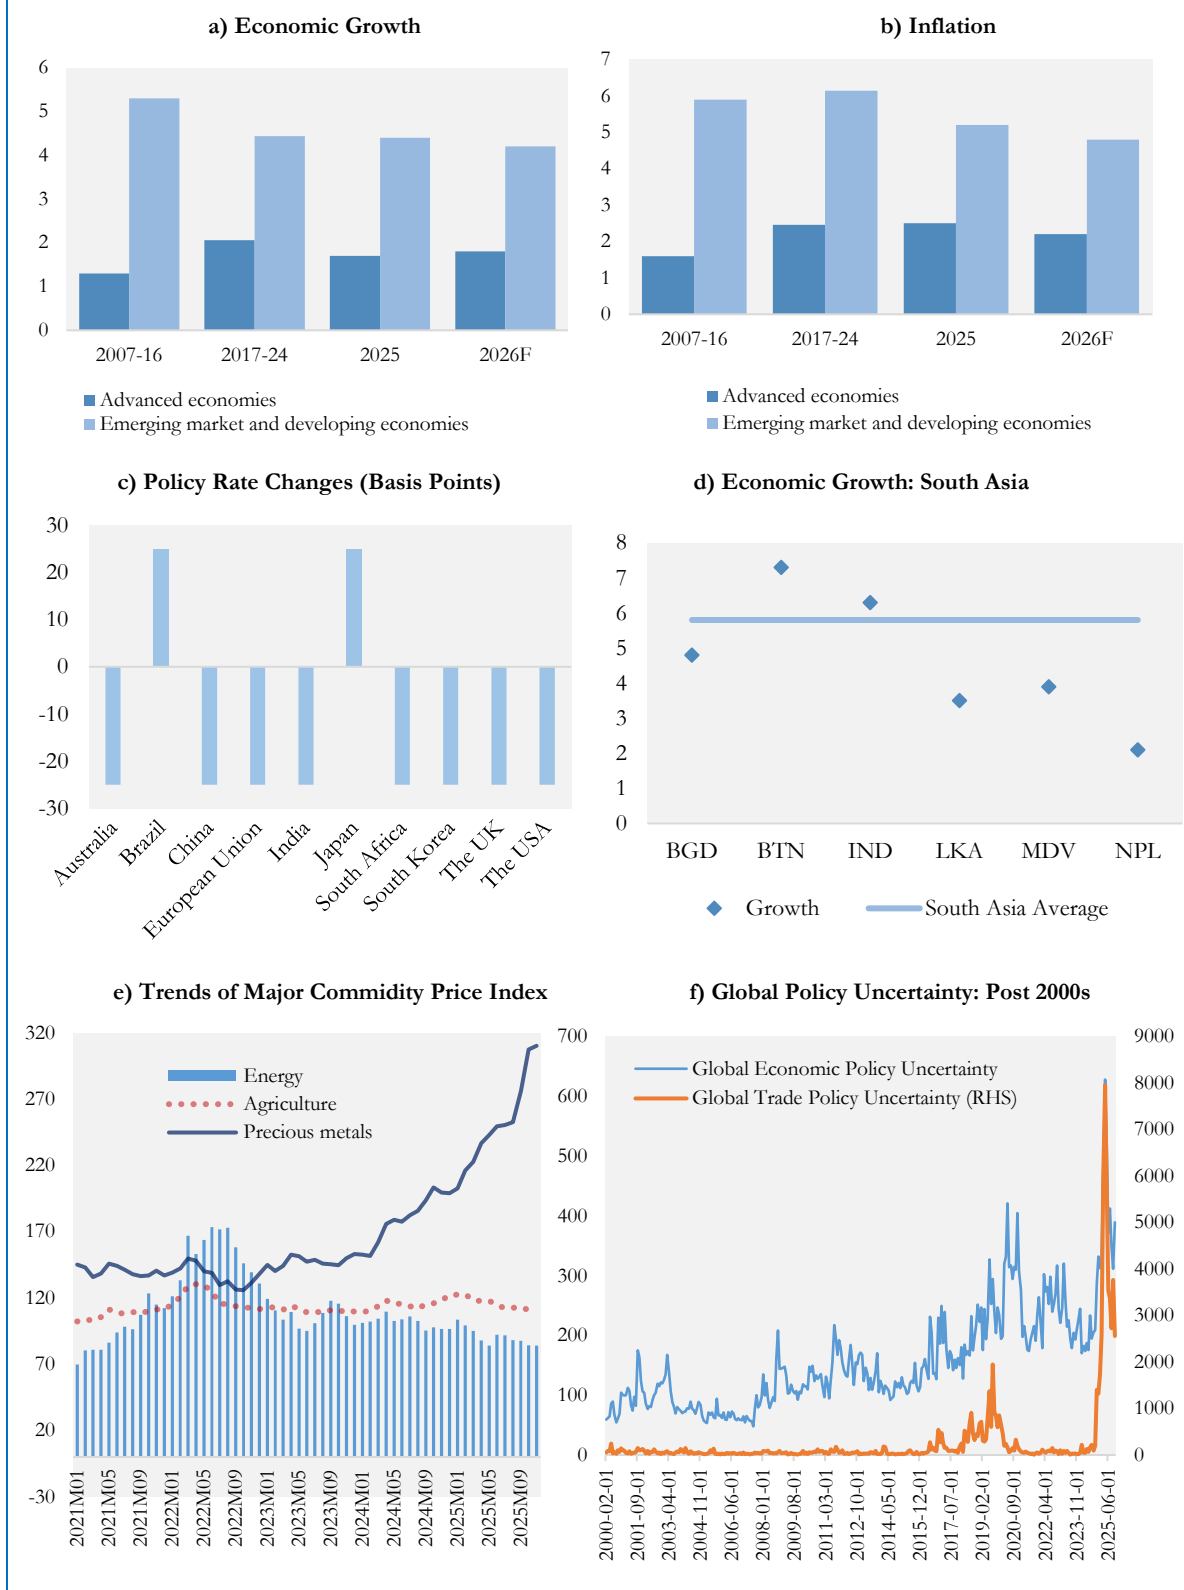 a) Economic Growth
6
5
4
3
2
1
0
2007-16 2017-24 2025 2026F
Advanced economies
Emerging market and developing economies
b) Inflation
7
6
5
4
3
2
1
0
2007-16 2017-24 2025 2026F
Advanced economies
Emerging market and developing economies
c) Policy Rate Changes (Basis Points)
30
20
10
0
-10
-20
-30
Australia
Brazil
China
European Union
India
Japan
South Africa
South Korea
The UK
The USA
d) Economic Growth: South Asia
8
7
6
5
4
3
2
1
0
BGD BTN IND LKA MDV NPL
Growth South Asia Average
e) Trends of Major Commidity Price Index
320
270
220
170
120
70
20
-30
Energy
Agriculture
Precious metals
2021M01
2021M05
2021M09
2022M01
2022M05
2022M09
2023M01
2023M05
2023M09
2024M01
2024M05
2024M09
2025M01
2025M05
2025M09
f) Global Policy Uncertainty: Post 2000s
700
600
500
400
300
200
100
0
Global Economic Policy Uncertainty
Global Trade Policy Uncertainty (RHS)
9000
8000
7000
6000
5000
4000
3000
2000
1000
0
2000-02-01
2001-09-01
2003-04-01
2004-11-01
2006-06-01
2008-01-01
2009-08-01
2011-03-01
2012-10-01
2014-05-01
2015-12-01
2017-07-01
2019-02-01
2020-09-01
2022-04-01
2023-11-01
2025-06-01